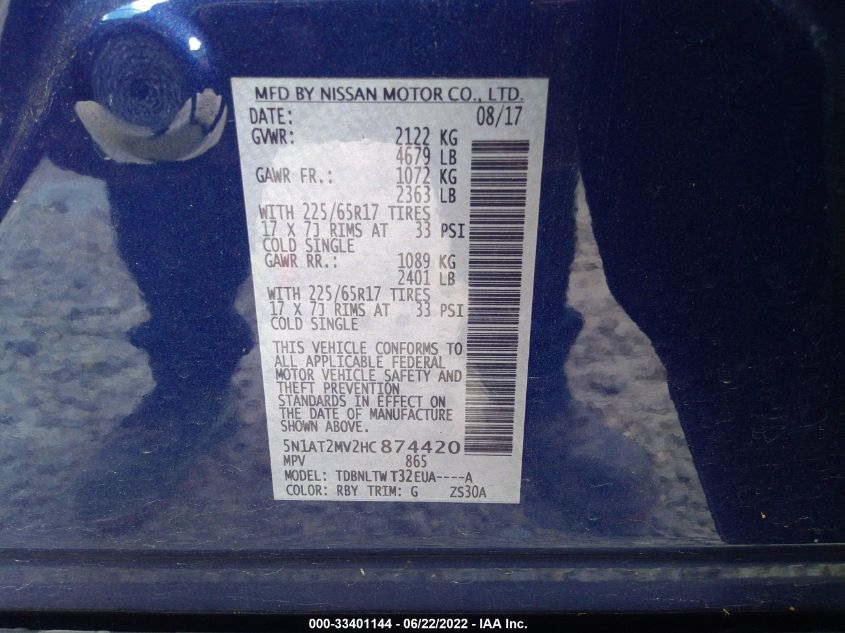 MFD BY NISSAN MOTOR CO., LTD.
DATE: 08/17
GVWR: 2122 KG
4679 LB
GAWR FR.: 1072 KG
2363 LB
WITH 225/65R17 TIRES
17 X 7J RIMS AT 33 PSI
COLD SINGLE
GAWR RR.: 1089 KG
2401 LB
WITH 225/65R17 TIRES
17 X 7J RIMS AT 33 PSI
COLD SINGLE
THIS VEHICLE CONFORMS TO
ALL APPLICABLE FEDERAL
MOTOR VEHICLE SAFETY AND
THEFT PREVENTION
STANDARDS IN EFFECT ON
THE DATE OF MANUFACTURE
SHOWN ABOVE.
5N1AT2MV2HC874420
MPV 865
MODEL: TDBNLTW T32EUA----A
COLOR: RBY TRIM: G ZS30A
000-33401144 - 06/22/2022 - IAA Inc.